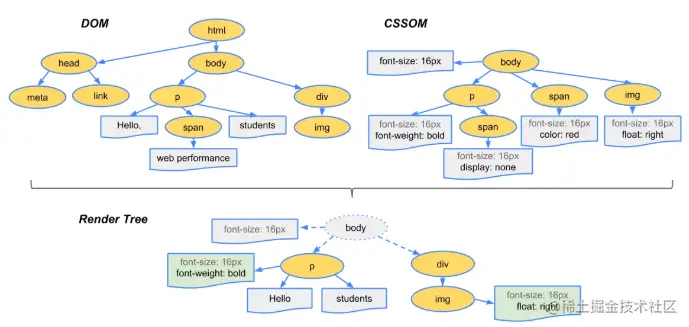 DOM
html
head
body
meta
link
p
div
Hello,
span
students
img
web performance
CSSOM
font-size: 16px
body
p
span
img
font-size: 16px
font-weight: bold
span
font-size: 16px
color: red
font-size: 16px
float: right
font-size: 16px
display: none
Render Tree
font-size: 16px
body
font-size: 16px
font-weight: bold
p
div
Hello
students
img
font-size: 16px
float: right
@稀土掘金技术社区